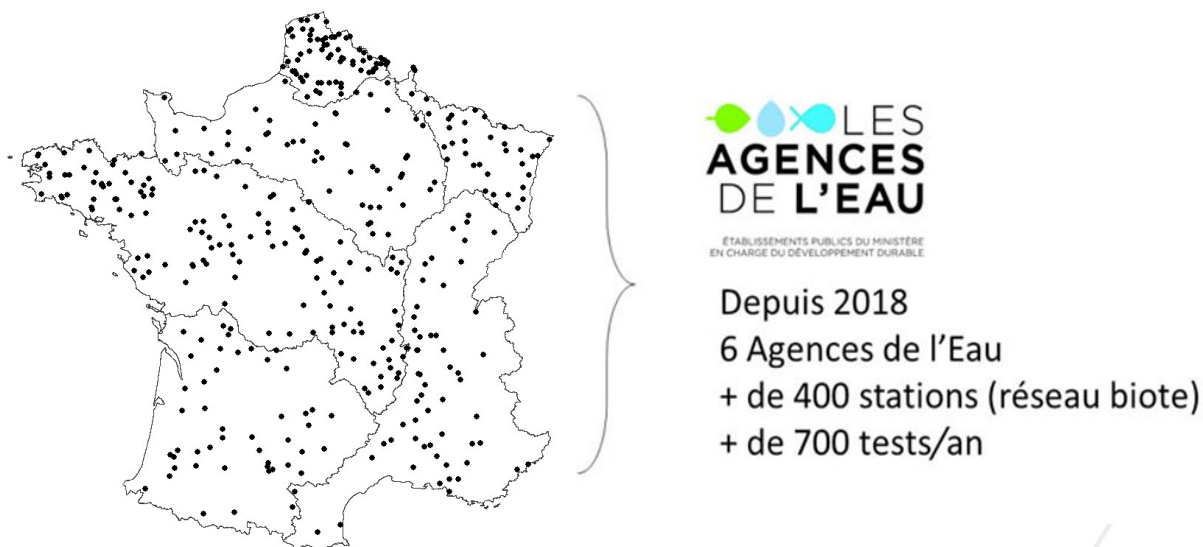 LES
AGENCES
DE L'EAU
ÉTABLISSEMENTS PUBLICS DU MINISTÈRE
EN CHARGE DU DÉVELOPPEMENT DURABLE
Depuis 2018
6 Agences de l'Eau
+ de 400 stations (réseau biote)
+ de 700 tests/an